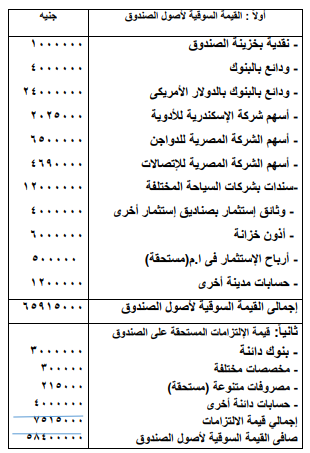 أولاً : القيمة السوقية لأصول الصندوق جنيه
- نقدية بخزينة الصندوق ١٠٠٠٠٠٠
- ودائع بالبنوك ٤٠٠٠٠٠٠
- ودائع بالبنوك بالدولار الأمريكى ٢٤٠٠٠٠٠٠
- أسهم شركة الإسكندرية للأدوية ٢٠٢٥٠٠٠
- أسهم الشركة المصرية للدواجن ٦٥٠٠٠٠٠
- أسهم الشركة المصرية للإتصالات ٤٦٩٠٠٠٠
-سندات بشركات السياحة المختلفة ١٢٠٠٠٠٠٠
- وثائق إستثمار بصناديق إستثمار أخرى ٤٠٠٠٠٠٠
- أذون خزانة ٦٠٠٠٠٠٠
- أرباح الإستثمار فى ا.م(مستحقة) ٥٠٠٠٠٠
- حسابات مدينة أخرى ١٢٠٠٠٠٠
إجمالى القيمة السوقية لأصول الصندوق ٦٥٩١٥٠٠٠
ثانياً: قيمة الإلتزامات المستحقة على الصندوق
- بنوك دائنة ٣٠٠٠٠٠٠
- مخصصات مختلفة ٣٠٠٠٠٠
- مصروفات متنوعة (مستحقة) ٢١٥٠٠٠
- حسابات دائنة أخرى ٤٠٠٠٠٠٠
إجمالي قيمة الالتزامات ٧٥١٥٠٠٠
صافى القيمة السوقية لأصول الصندوق ٥٨٤٠٠٠٠٠